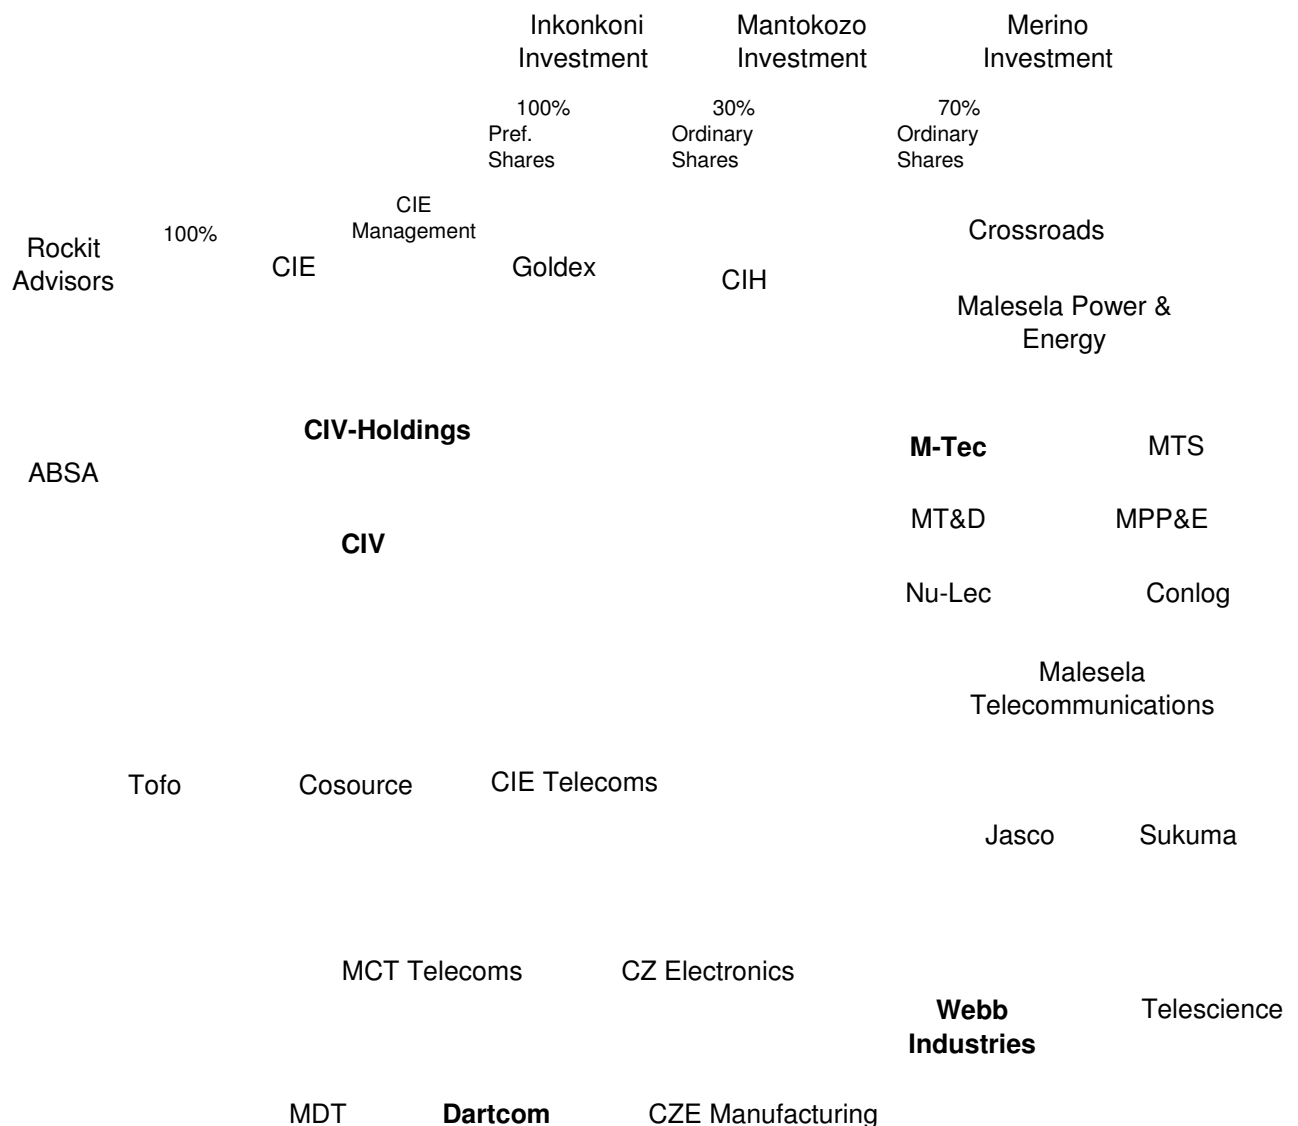 Inkonkoni Mantokozo Merino
Investment Investment Investment
100% 30% 70%
Pref. Ordinary Ordinary
Shares Shares Shares
CIE
Management
Rockit
Advisors
100%
CIE
Goldex
CIH
Crossroads
Malesela Power &
Energy
CIV-Holdings
M-Tec MTS
ABSA
MT&D MPP&E
CIV
Nu-Lec Conlog
Malesela
Telecommunications
Tofo Cosource CIE Telecoms
Jasco Sukuma
MCT Telecoms CZ Electronics
Webb
Industries
Telescience
MDT Dartcom CZE Manufacturing